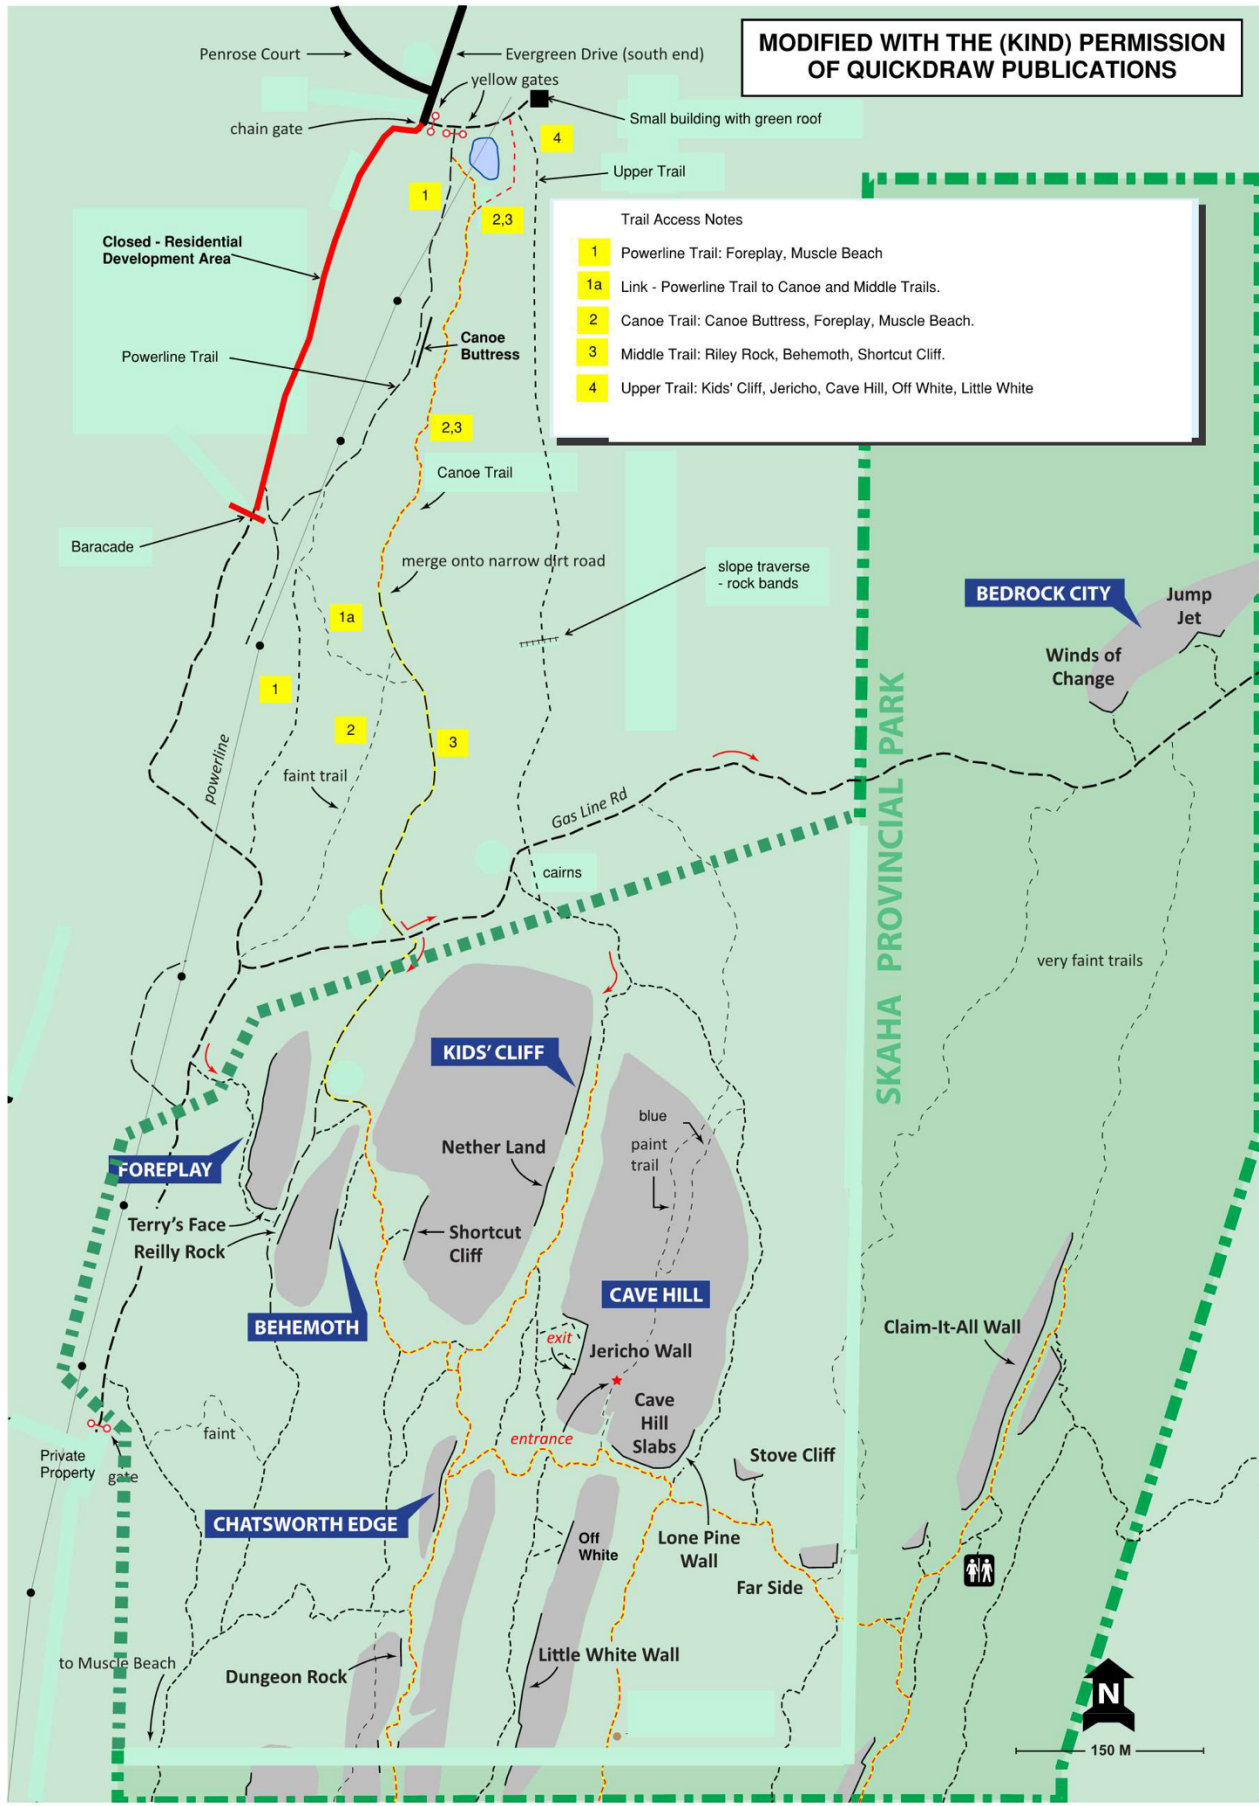 MODIFIED WITH THE (KIND) PERMISSION
OF QUICKDRAW PUBLICATIONS
Penrose Court
Evergreen Drive (south end)
yellow gates
chain gate
Small building with green roof
4
Upper Trail
1
2,3
Trail Access Notes
1 Powerline Trail: Foreplay, Muscle Beach
1a Link - Powerline Trail to Canoe and Middle Trails.
2 Canoe Trail: Canoe Buttress, Foreplay, Muscle Beach.
3 Middle Trail: Riley Rock, Behemoth, Shortcut Cliff.
4 Upper Trail: Kids' Cliff, Jericho, Cave Hill, Off White, Little White
Closed - Residential
Development Area
Powerline Trail
Canoe
Buttress
2,3
Canoe Trail
Baracade
merge onto narrow dirt road
slope traverse
- rock bands
1a
BEDROCK CITY
Jump
Jet
Winds of
Change
1
2
3
powerline
faint trail
Gas Line Rd
SKAHA PROVINCIAL PARK
cairns
very faint trails
KIDS' CLIFF
blue
paint
trail
Nether Land
FOREPLAY
Terry's Face
Reilly Rock
Shortcut
Cliff
BEHEMOTH
CAVE HILL
exit
Jericho Wall
Claim-It-All Wall
Cave
Hill
Slabs
entrance
faint
Private
Property
gate
Stove Cliff
CHATSWORTH EDGE
Off
White
Lone Pine
Wall
Far Side
to Muscle Beach
Dungeon Rock
Little White Wall
N
150 M